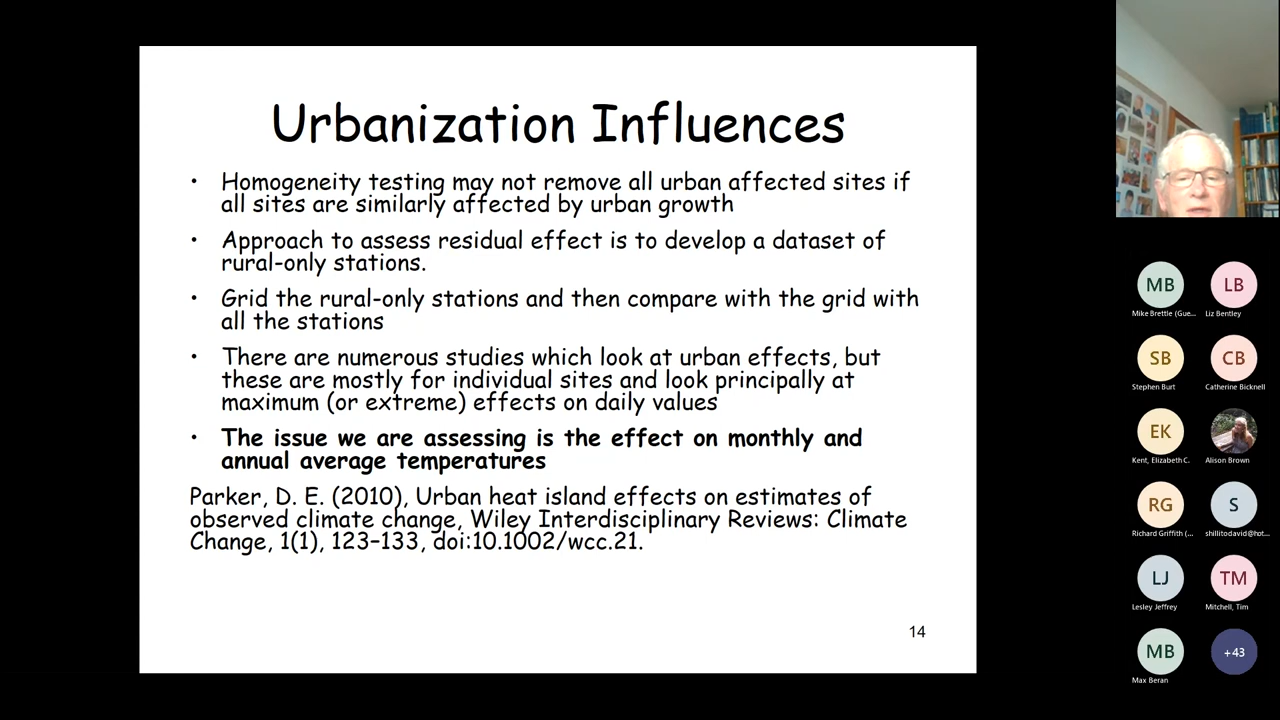 Urbanization Influences
• Homogeneity testing may not remove all urban affected sites if
all sites are similarly affected by urban growth
• Approach to assess residual effect is to develop a dataset of
rural-only stations.
• Grid the rural-only stations and then compare with the grid with
all the stations
• There are numerous studies which look at urban effects, but
these are mostly for individual sites and look principally at
maximum (or extreme) effects on daily values
• The issue we are assessing is the effect on monthly and
annual average temperatures
Parker, D. E. (2010), Urban heat island effects on estimates of
observed climate change, Wiley Interdisciplinary Reviews: Climate
Change, 1(1), 123–133, doi:10.1002/wcc.21.
14
MB
LB
Mike Brettle (Gue...
Liz Bentley
SB
CB
Stephen Burt
Catherine Bicknell
EK
Kent, Elizabeth C.
Alison Brown
RG
S
Richard Griffith (...
shillitodavid@hot...
LJ
TM
Lesley Jeffrey
Mitchell, Tim
MB
+43
Max Beran